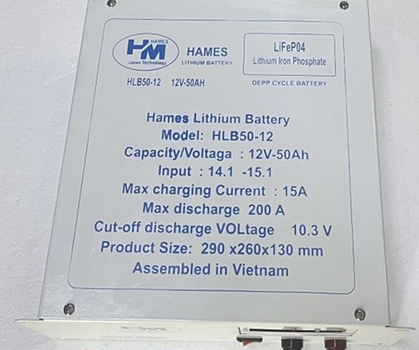 HAMES
HM
Japan Technology
HAMES
LITHIUM BATTERY
LiFeP04
Lithium Iron Phosphate
HLB50-12 12V-50AH
DEPP CYCLE BATTERY
Hames Lithium Battery
Model: HLB50-12
Capacity/Voltaga : 12V-50Ah
Input : 14.1 -15.1
Max charging Current : 15A
Max discharge 200 A
Cut-off discharge VOLtage 10.3 V
Product Size: 290 x260x130 mm
Assembled in Vietnam